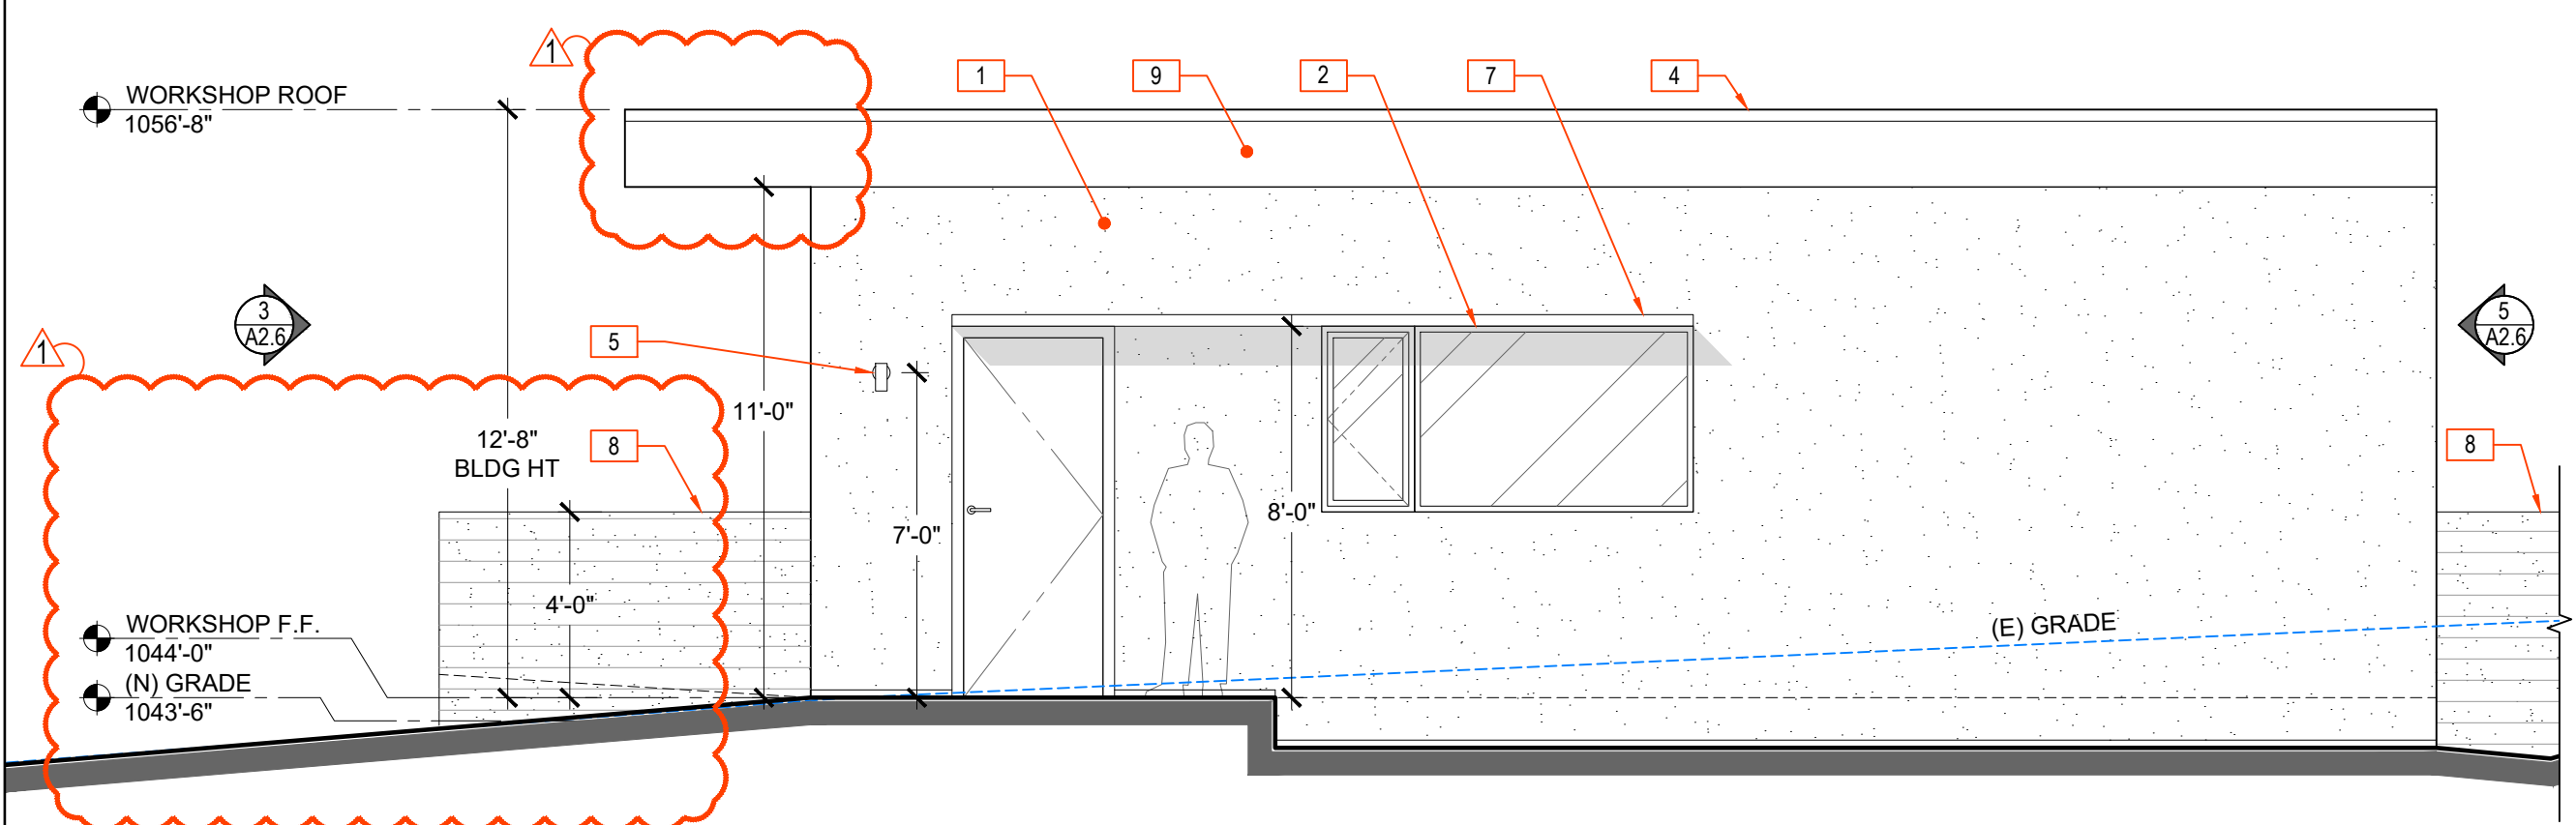 1
1
9
2
7
4
WORKSHOP ROOF
1056'-8"
3
A2.6
5
A2.6
1
5
11'-0"
12'-8"
BLDG HT
8
8
7'-0"
8'-0"
4'-0"
(E) GRADE
WORKSHOP F.F.
1044'-0"
(N) GRADE
1043'-6"